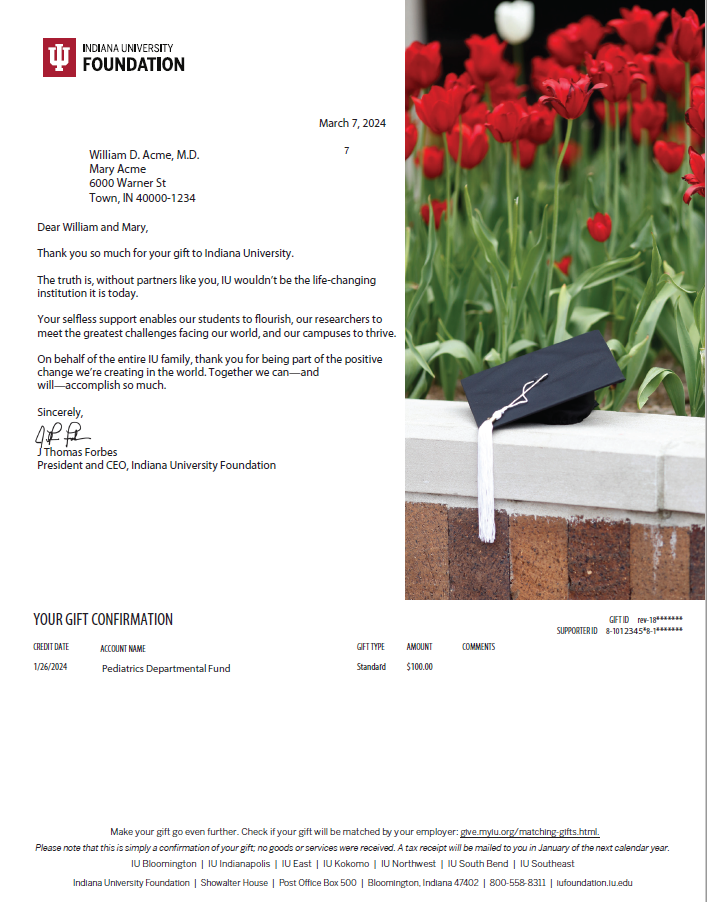 INDIANA UNIVERSITY
FOUNDATION
March 7, 2024
7
William D. Acme, M.D.
Mary Acme
6000 Warner St
Town, IN 40000-1234
Dear William and Mary,
Thank you so much for your gift to Indiana University.
The truth is, without partners like you, IU wouldn't be the life-changing
institution it is today.
Your selfless support enables our students to flourish, our researchers to
meet the greatest challenges facing our world, and our campuses to thrive.
On behalf of the entire IU family, thank you for being part of the positive
change we're creating in the world. Together we can—and
will—accomplish so much.
Sincerely,
J Thomas Forbes
President and CEO, Indiana University Foundation
YOUR GIFT CONFIRMATION
GIFT ID rev-18*******
SUPPORTER ID 8-1012345*8-1*******
CREDIT DATE ACCOUNT NAME GIFT TYPE AMOUNT COMMENTS
1/26/2024 Pediatrics Departmental Fund Standard $100.00
Make your gift go even further. Check if your gift will be matched by your employer: give.myiu.org/matching-gifts.html.
Please note that this is simply a confirmation of your gift; no goods or services were received. A tax receipt will be mailed to you in January of the next calendar year.
IU Bloomington | IU Indianapolis | IU East | IU Kokomo | IU Northwest | IU South Bend | IU Southeast
Indiana University Foundation | Showalter House | Post Office Box 500 | Bloomington, Indiana 47402 | 800-558-8311 | iufoundation.iu.edu